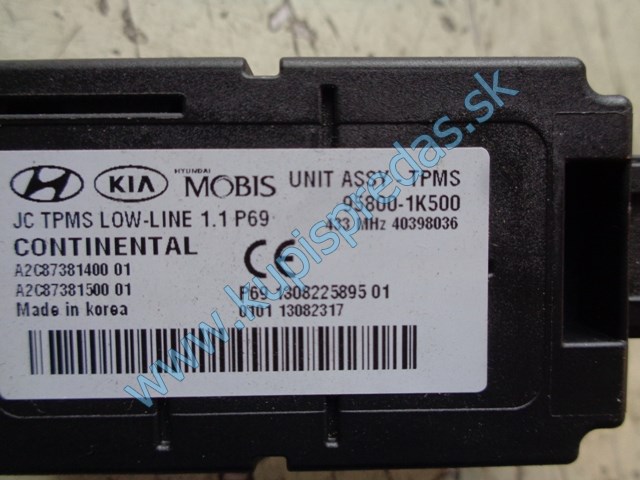 HYUNDAI
KIA MOBIS UNIT ASSY - TPMS
95800-1K500
JC TPMS LOW-LINE 1.1 P69
433 MHz 40398036
CONTINENTAL
A2C87381400 01
A2C87381500 01
P69 1308225895 01
Made in korea
0101 13082317
www.kupispredas.sk